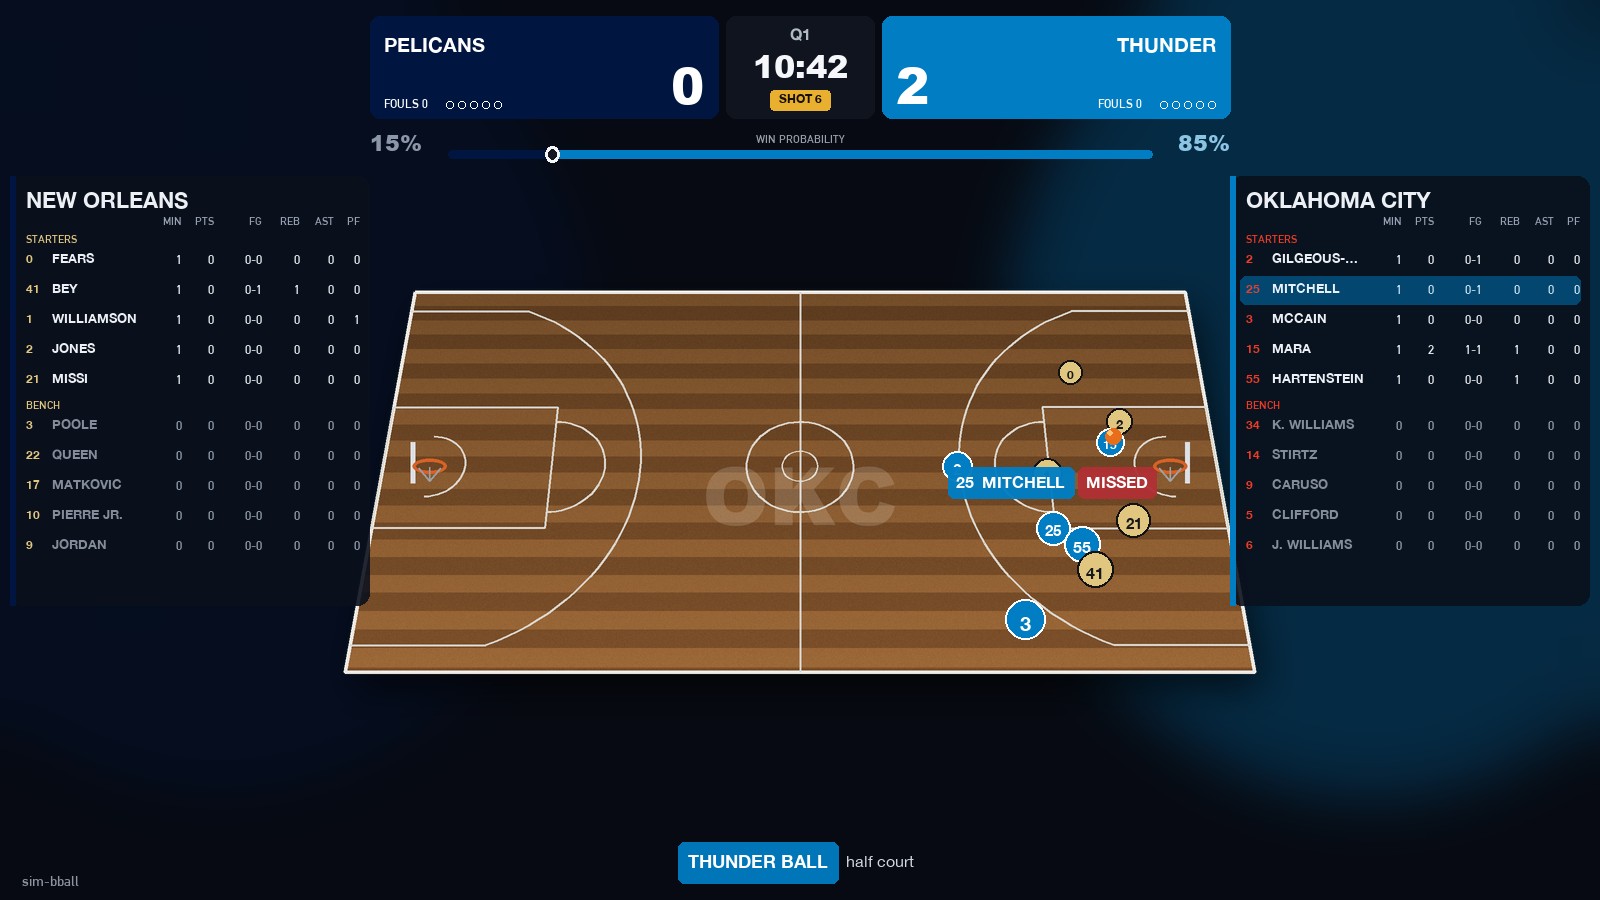 PELICANS
0
FOULS 0
Q1
10:42
SHOT 6
THUNDER
2
FOULS 0
15%
WIN PROBABILITY
85%
NEW ORLEANS
MIN PTS FG REB AST PF
STARTERS
0 FEARS 1 0 0-0 0 0 0
41 BEY 1 0 0-1 1 0 0
1 WILLIAMSON 1 0 0-0 0 0 1
2 JONES 1 0 0-0 0 0 0
21 MISSI 1 0 0-0 0 0 0
BENCH
3 POOLE 0 0 0-0 0 0 0
22 QUEEN 0 0 0-0 0 0 0
17 MATKOVIC 0 0 0-0 0 0 0
10 PIERRE JR. 0 0 0-0 0 0 0
9 JORDAN 0 0 0-0 0 0 0
OKLAHOMA CITY
MIN PTS FG REB AST PF
STARTERS
2 GILGEOUS-... 1 0 0-1 0 0 0
25 MITCHELL 1 0 0-1 0 0 0
3 MCCAIN 1 0 0-0 0 0 0
15 MARA 1 2 1-1 1 0 0
55 HARTENSTEIN 1 0 0-0 1 0 0
BENCH
34 K. WILLIAMS 0 0 0-0 0 0 0
14 STIRTZ 0 0 0-0 0 0 0
9 CARUSO 0 0 0-0 0 0 0
5 CLIFFORD 0 0 0-0 0 0 0
6 J. WILLIAMS 0 0 0-0 0 0 0
0
2
25 MITCHELL MISSED
OKC
21
25
55
41
3
THUNDER BALL half court
sim-bball